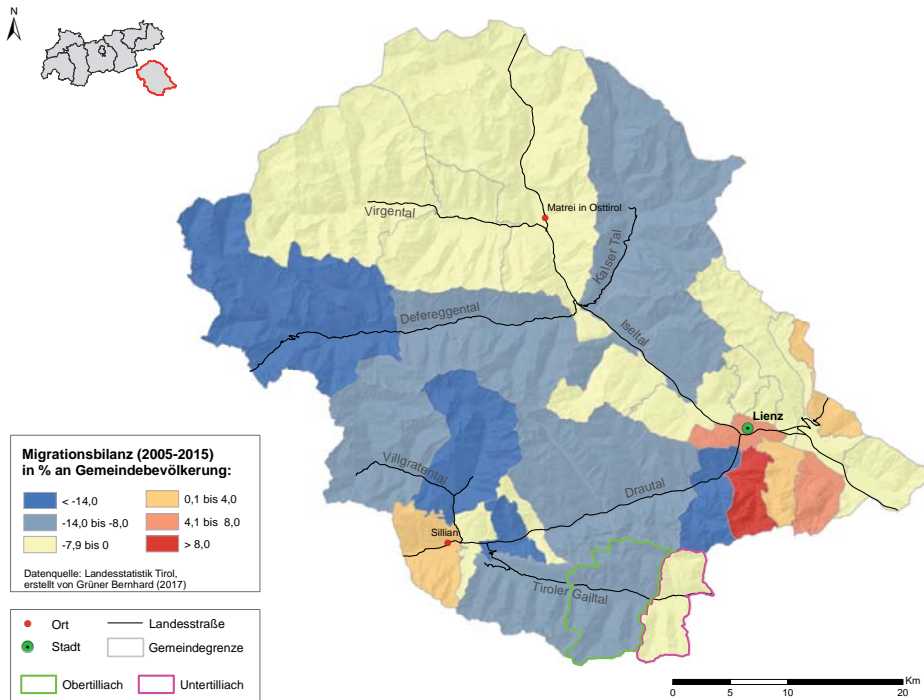 N
Virgental
Matrei in Osttirol
Kalser Tal
Defereggental
Iseltal
Lienz
Villgratental
Drautal
Sillian
Tiroler Gailtal
Migrationsbilanz (2005-2015)
in % an Gemeindebevölkerung:
< -14,0
0,1 bis 4,0
-14,0 bis -8,0
4,1 bis 8,0
-7,9 bis 0
> 8,0
Datenquelle: Landesstatistik Tirol,
erstellt von Grüner Bernhard (2017)
Ort
Landesstraße
Stadt
Gemeindegrenze
Obertilliach
Untertilliach
Km
0 5 10 20